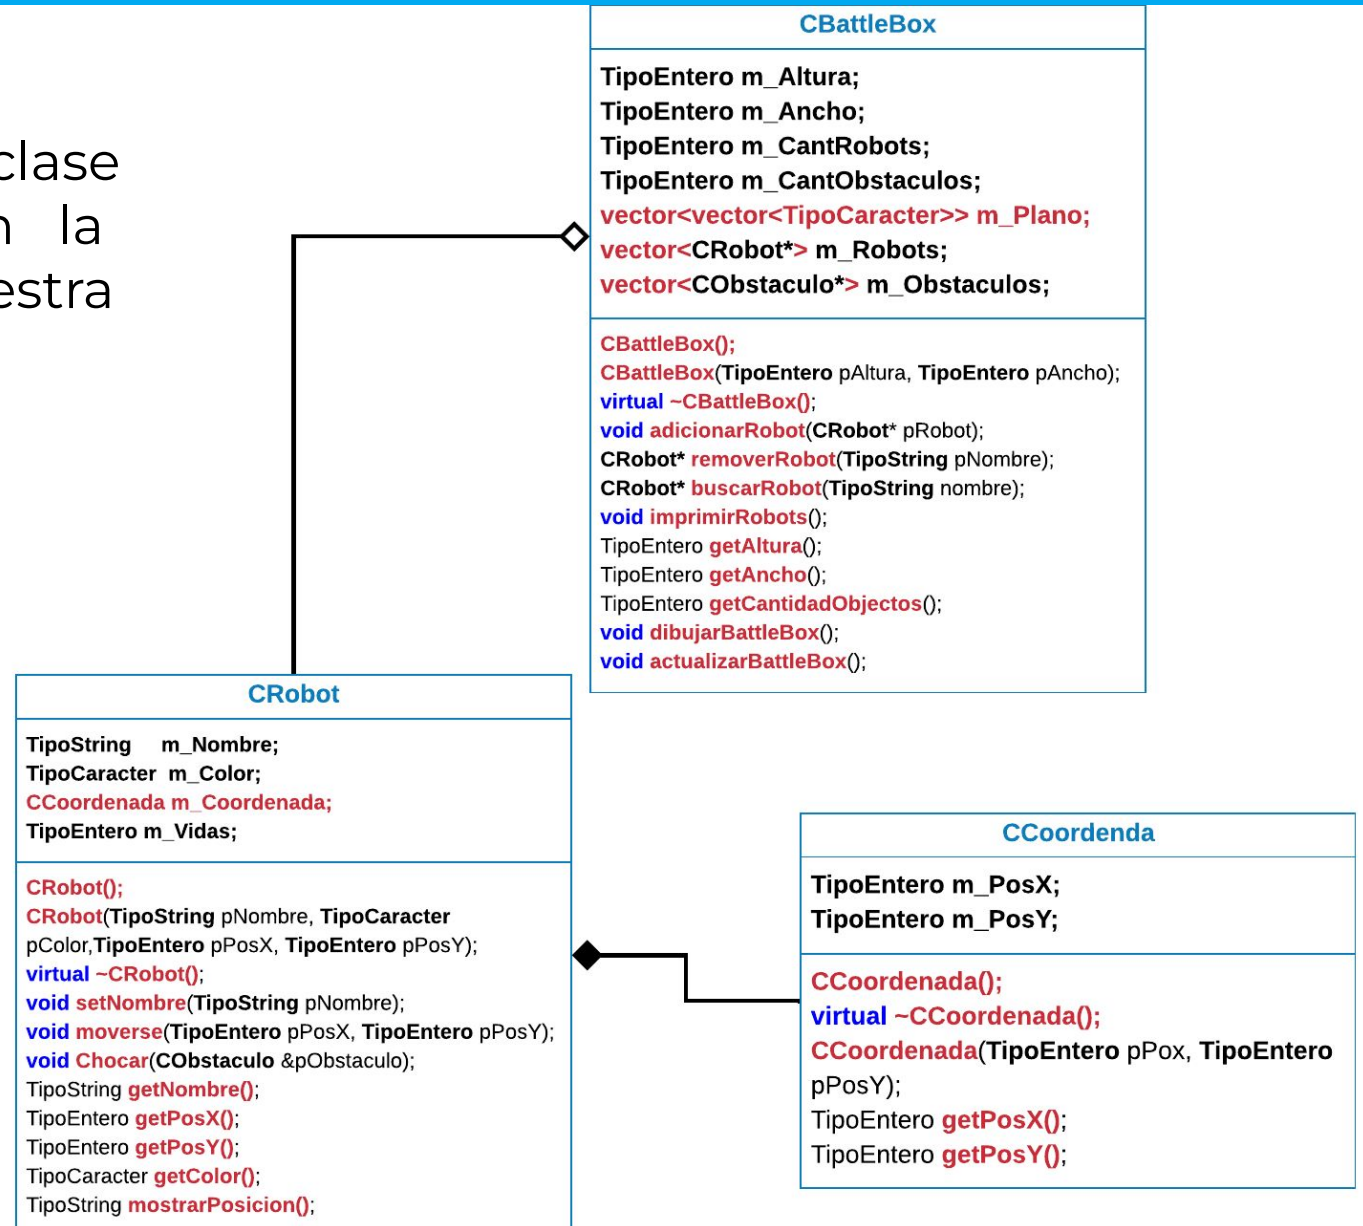 clase
la
estra
CBattleBox
TipoEntero m_Altura;
TipoEntero m_Ancho;
TipoEntero m_CantRobots;
TipoEntero m_CantObstaculos;
vector<vector<TipoCaracter>> m_Plano;
vector<CRobot*> m_Robots;
vector<CObstaculo*> m_Obstaculos;
CBattleBox();
CBattleBox(TipoEntero pAltura, TipoEntero pAncho);
virtual ~CBattleBox();
void adicionarRobot(CRobot* pRobot);
CRobot* removerRobot(TipoString pNombre);
CRobot* buscarRobot(TipoString nombre);
void imprimirRobots();
TipoEntero getAltura();
TipoEntero getAncho();
TipoEntero getCantidadObjectos();
void dibujarBattleBox();
void actualizarBattleBox();
CRobot
TipoString m_Nombre;
TipoCaracter m_Color;
CCoordenada m_Coordenada;
TipoEntero m_Vidas;
CRobot();
CRobot(TipoString pNombre, TipoCaracter
pColor,TipoEntero pPosX, TipoEntero pPosY);
virtual ~CRobot();
void setNombre(TipoString pNombre);
void moverse(TipoEntero pPosX, TipoEntero pPosY);
void Chocar(CObstaculo &pObstaculo);
TipoString getNombre();
TipoEntero getPosX();
TipoEntero getPosY();
TipoCaracter getColor();
TipoString mostrarPosicion();
CCoordenda
TipoEntero m_PosX;
TipoEntero m_PosY;
CCoordenada();
virtual ~CCoordenada();
CCoordenada(TipoEntero pPox, TipoEntero
pPosY);
TipoEntero getPosX();
TipoEntero getPosY();